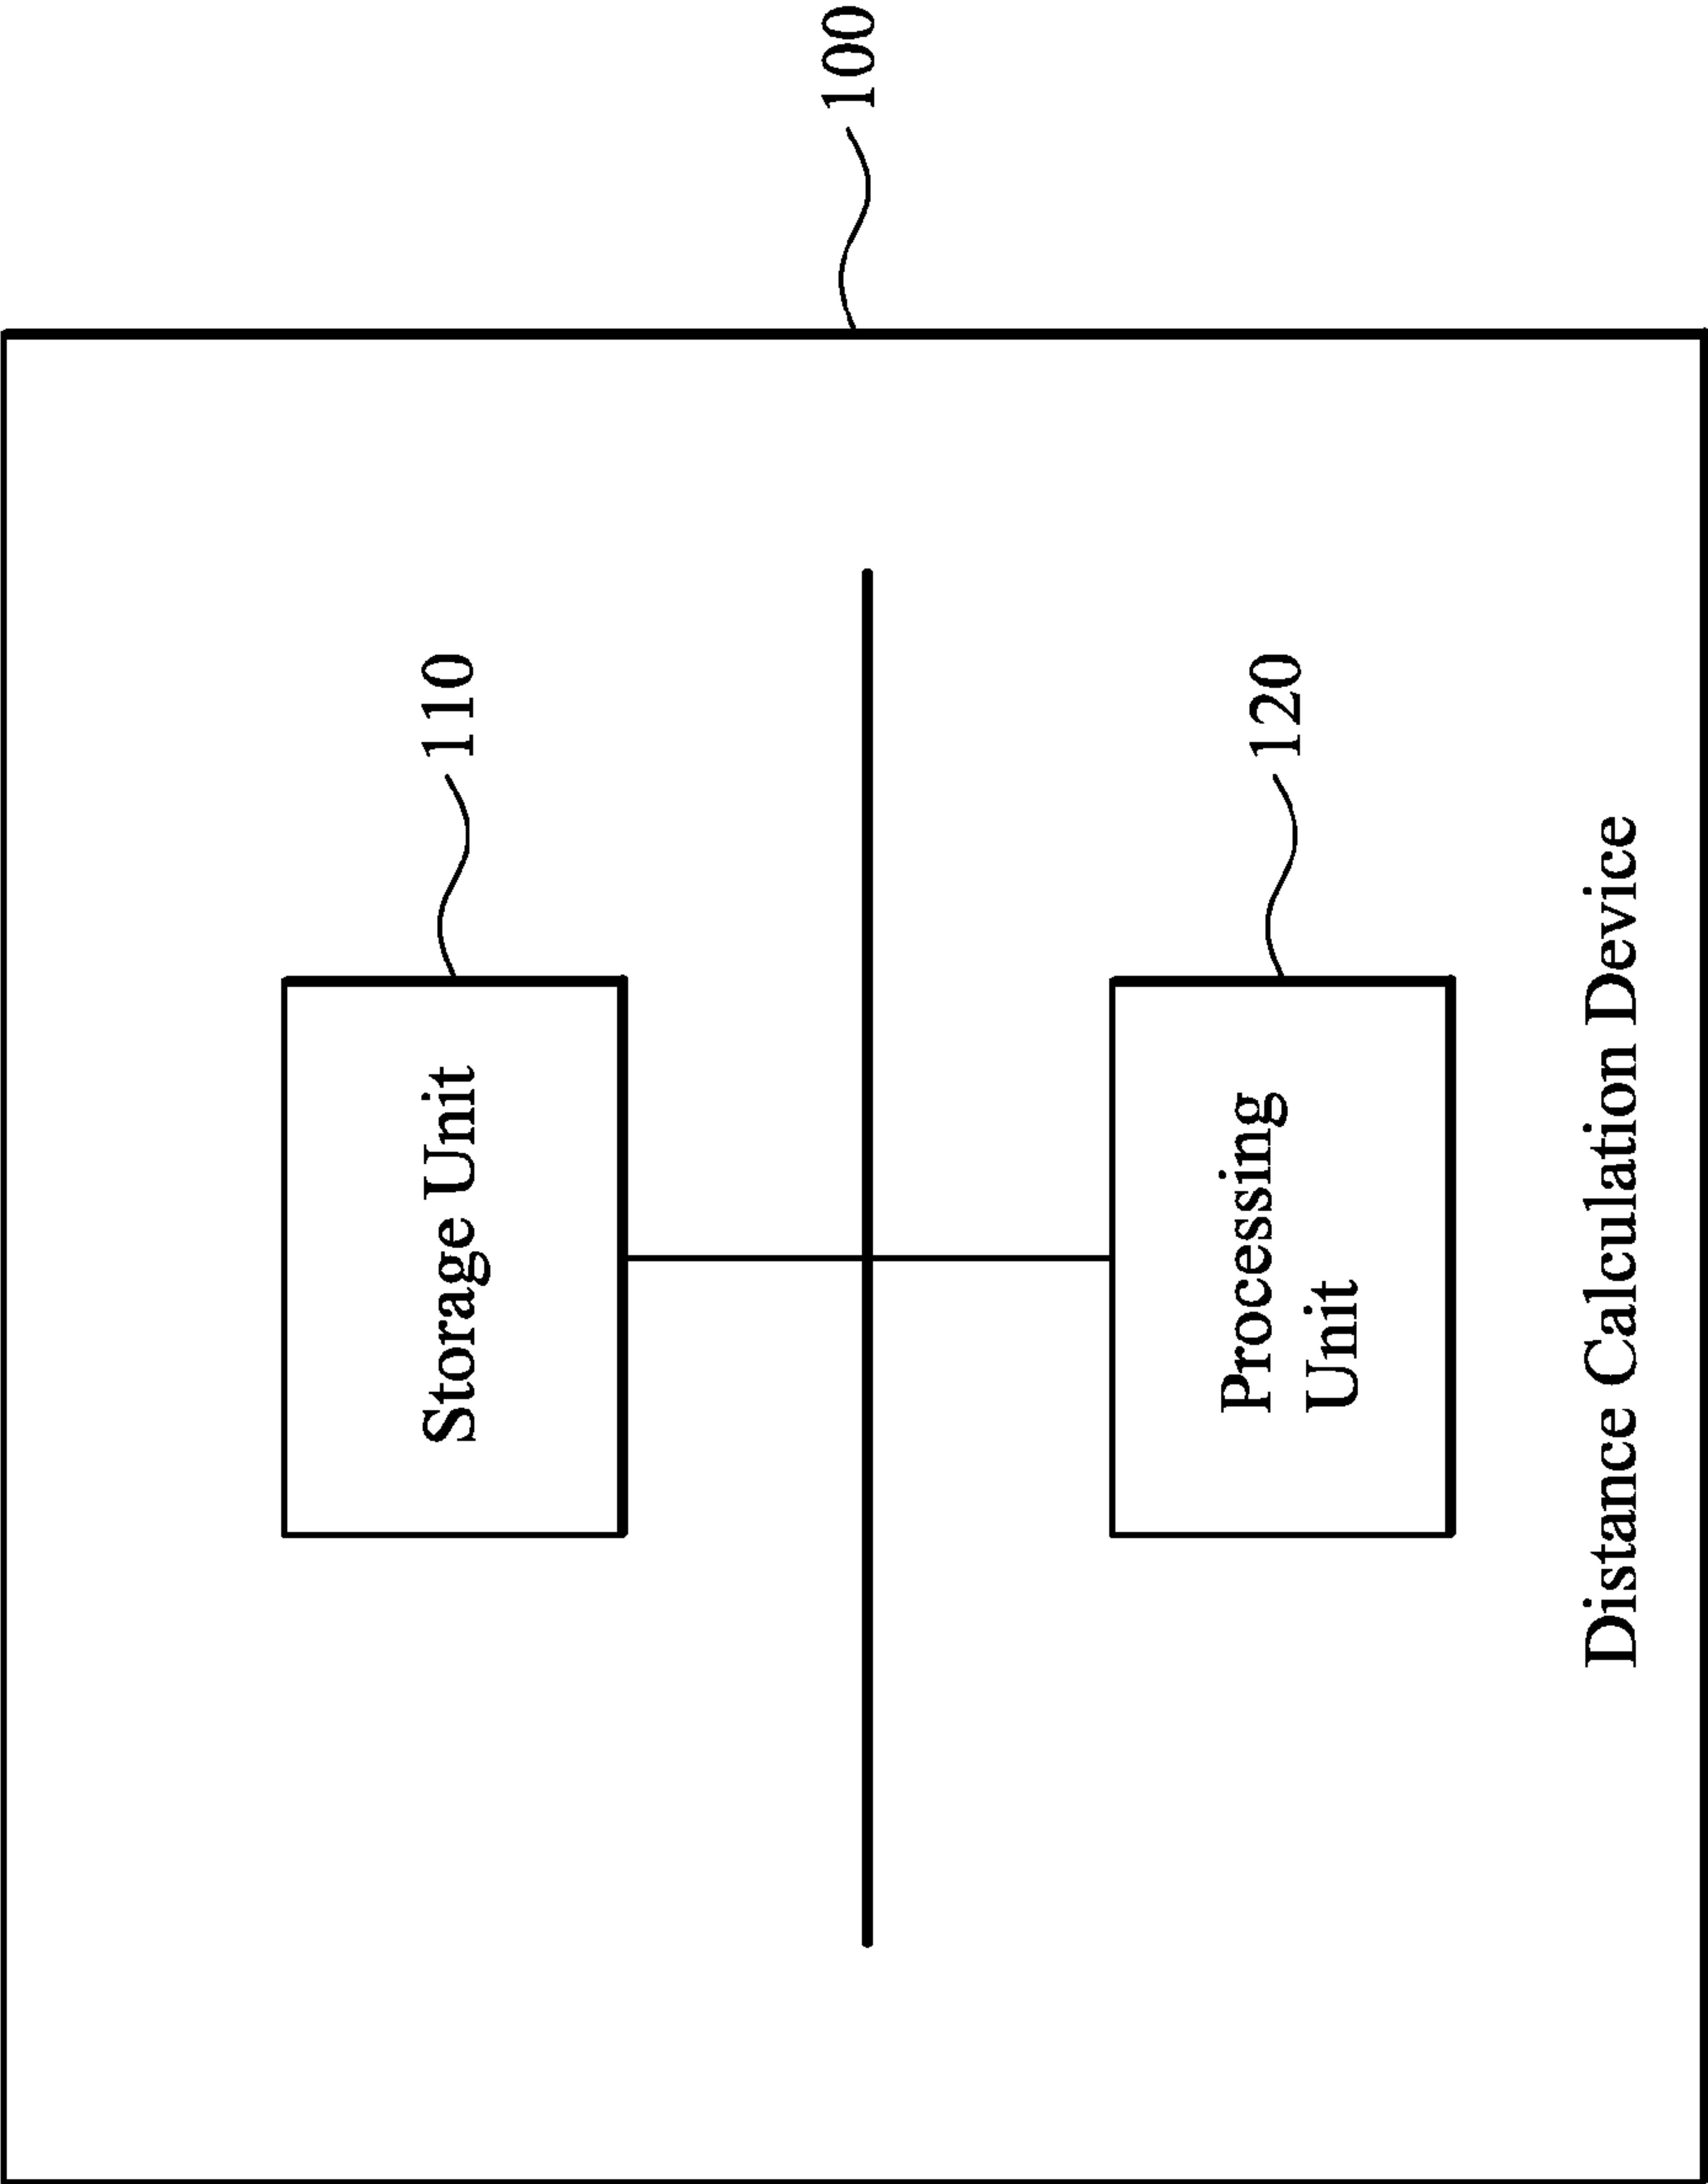 100
110
Storage Unit
120
Processing
Unit
Distance Calculation Device